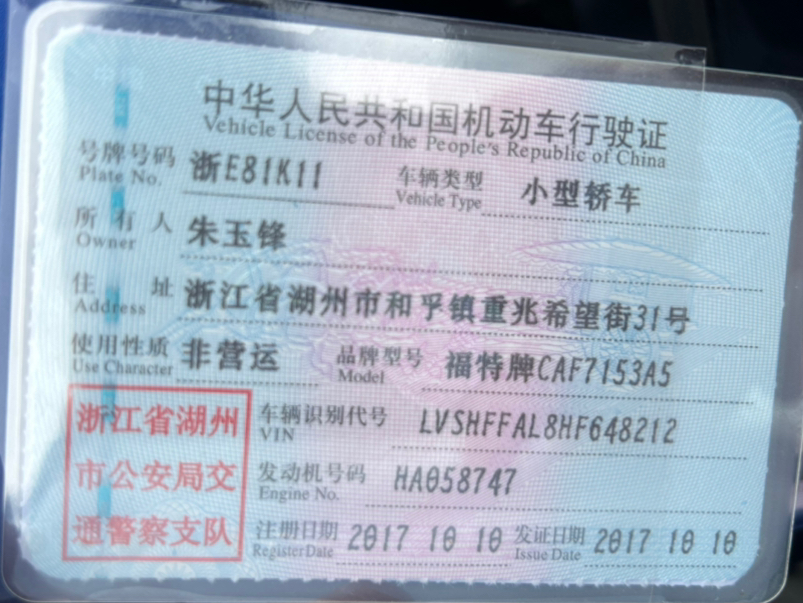 中华人民共和国机动车行驶证
Vehicle License of the People's Republic of China
号牌号码 浙E81K11 车辆类型 小型轿车
Plate No. Vehicle Type
所有人 朱玉锋
Owner
住址 浙江省湖州市和孚镇重兆希望街31号
Address
使用性质 非营运 品牌型号 福特牌CAF7153A5
Use Character Model
浙江省湖州
市公安局交
通警察支队
车辆识别代号 LVSHFFAL8HF648212
VIN
发动机号码 HA058747
Engine No.
注册日期 2017 10 10 发证日期 2017 10 10
Register Date Issue Date